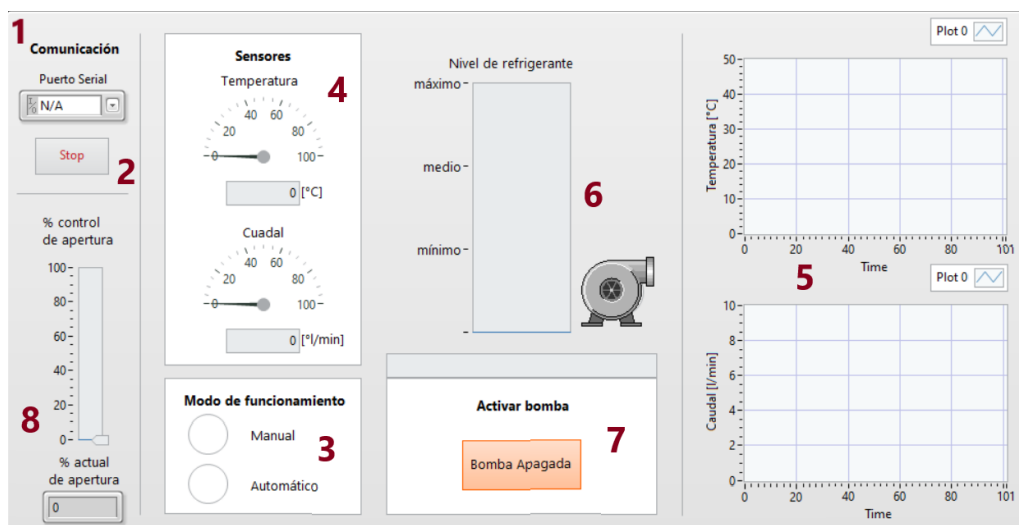 1
Comunicación
Puerto Serial
I/O N/A
Stop
2
% control
de apertura
100
80
60
40
20
0
8
% actual
de apertura
0
Sensores
Temperatura
4
0 20 40 60 80 100
0 [°C]
Cuadal
0 20 40 60 80 100
0 [°l/min]
Modo de funcionamiento
Manual
3
Automático
Nivel de refrigerante
máximo
medio
mínimo
6
Activar bomba
7
Bomba Apagada
Plot 0
Temperatura [°C]
50
40
30
20
10
0
0 20 40 60 80 101
Time
5
Plot 0
Caudal [l/min]
10
8
6
4
2
0
0 20 40 60 80 101
Time